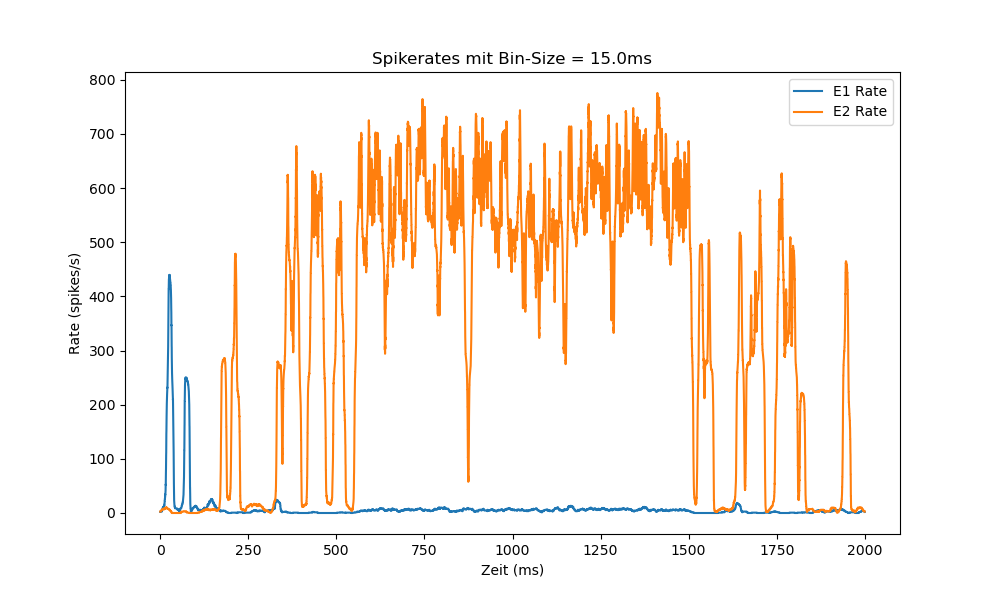 Spikerates mit Bin-Size = 15.0ms
E1 Rate
E2 Rate
Rate (spikes/s)
800
700
600
500
400
300
200
100
0
0 250 500 750 1000 1250 1500 1750 2000
Zeit (ms)